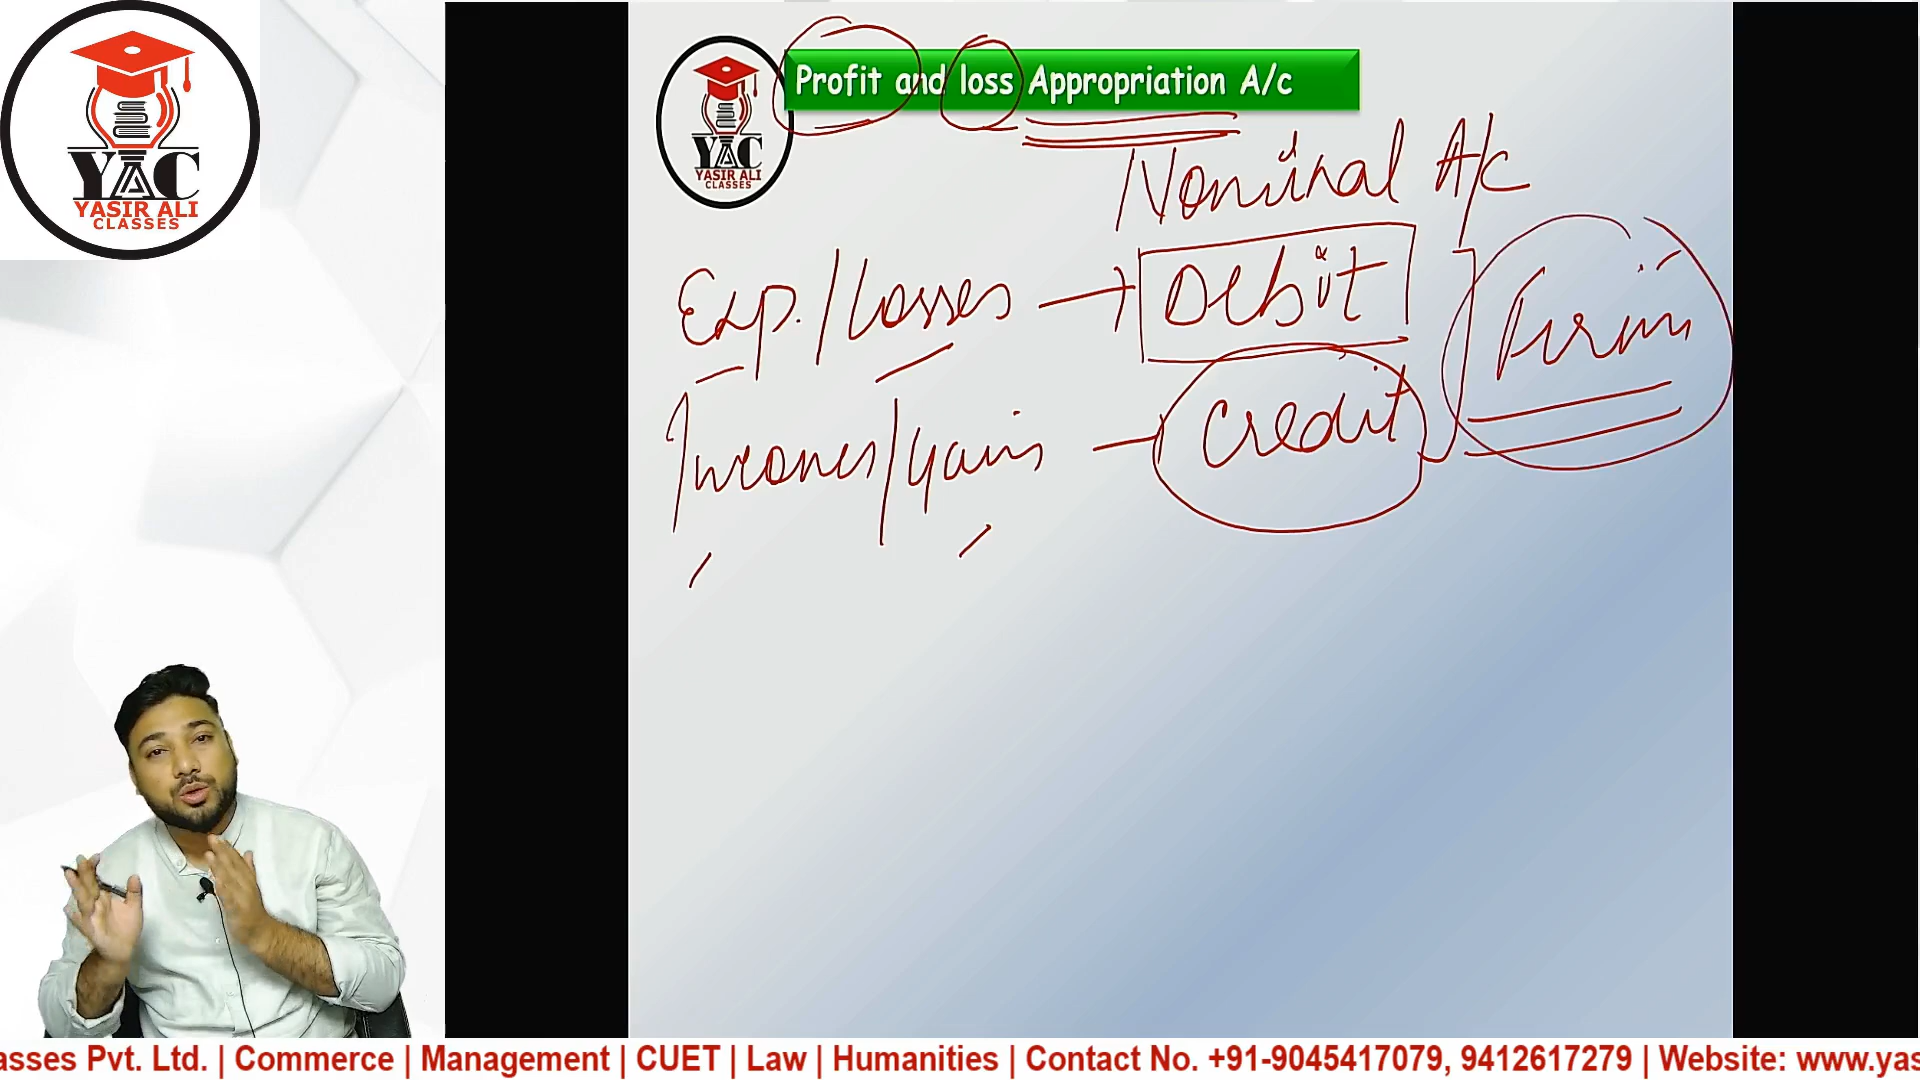 YAC
YASIR ALI
CLASSES
YAC
YASIR ALI
CLASSES
Profit and loss Appropriation A/c
Nominal A/c
Exp./Losses → Debit
Firm
Incomes/gains → Credit
asses Pvt. Ltd. | Commerce | Management | CUET | Law | Humanities | Contact No. +91-9045417079, 9412617279 | Website: www.yas